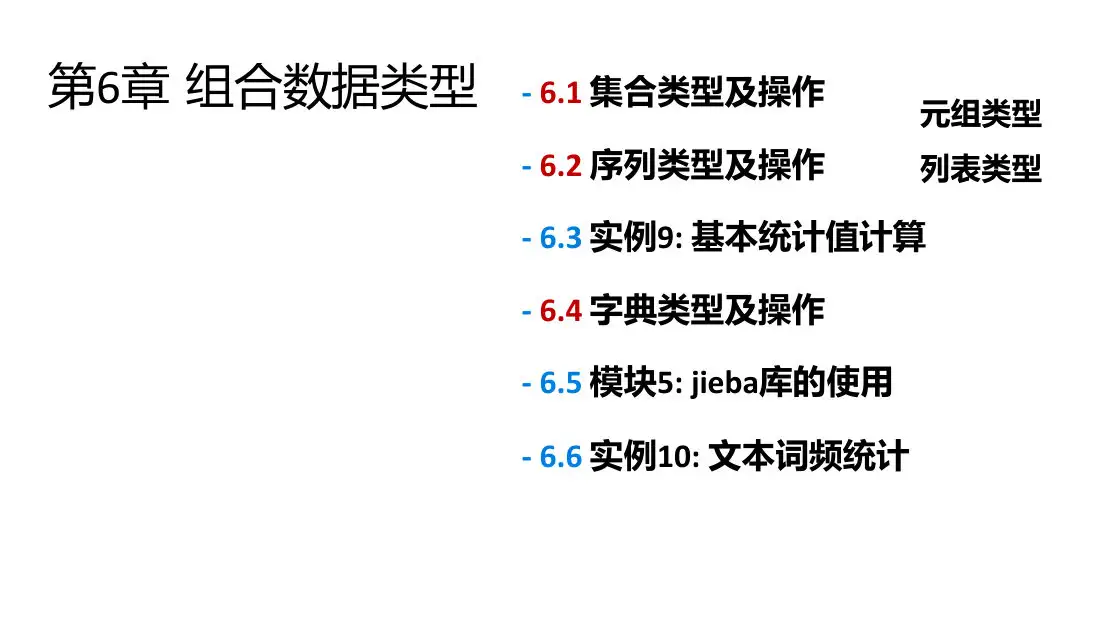 第6章 组合数据类型
- 6.1 集合类型及操作
- 6.2 序列类型及操作
- 6.3 实例9: 基本统计值计算
- 6.4 字典类型及操作
- 6.5 模块5: jieba库的使用
- 6.6 实例10: 文本词频统计
元组类型
列表类型